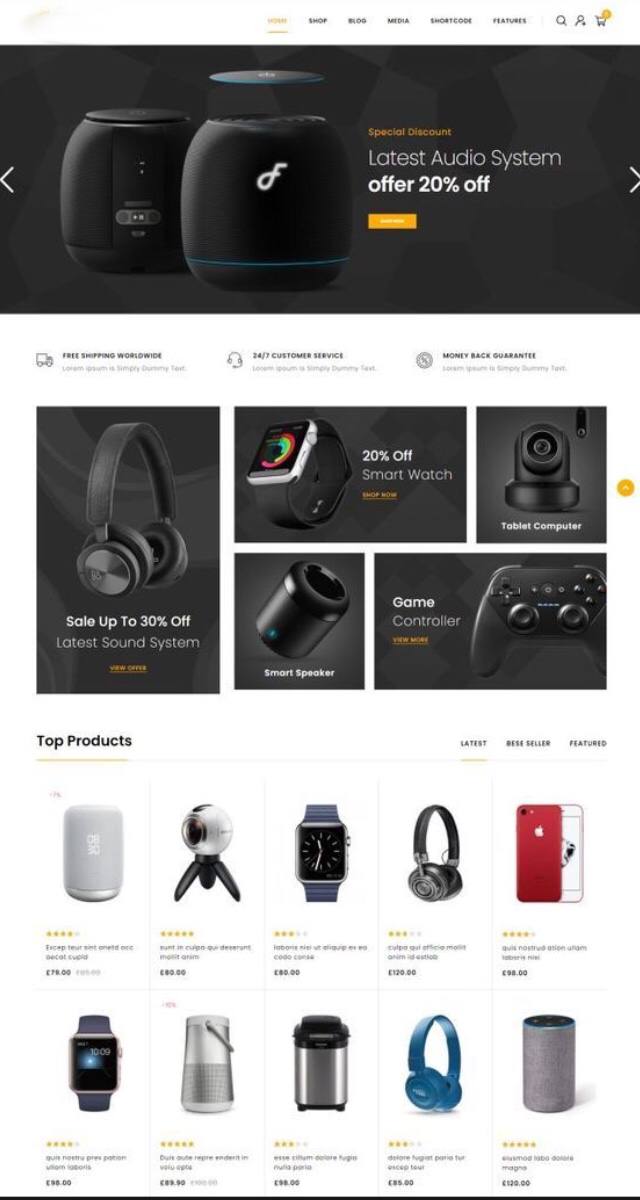 HOME SHOP BLOG MEDIA SHORTCODE FEATURES
Special Discount
Latest Audio System
offer 20% off
FREE SHIPPING WORLDWIDE
Lorem Ipsum is Simply Dummy Text.
24/7 CUSTOMER SERVICE
Lorem Ipsum is Simply Dummy Text.
MONEY BACK GUARANTEE
Lorem Ipsum is Simply Dummy Text.
Sale Up To 30% Off
Latest Sound System
VIEW OFFER
20% Off
Smart Watch
SHOP NOW
Tablet Computer
Smart Speaker
Game
Controller
VIEW MORE
Top Products
LATEST BESE SELLER FEATURED
-7%
Excep teur sint onetd occ
aecat cupid
£79.00 £85.00
sunt in culpa qui deserunt
mollit anim
£80.00
laboris nisi ut aliquip ex ea
codo conse
£80.00
culpa qui officia mollit
anim id estlab
£120.00
quis nostrud ation ullam
laboris nisi
£98.00
quis nostru pres pation
ullam laboris
£98.00
-10%
Duis aute repre enderit in
volu opte
£89.90 £100.00
esse cillum dolore fugia
nulla paria
£98.00
dolore fugiat paria tur
excep teur
£85.00
eiusmod labo dolore
magna
£120.00
10:09